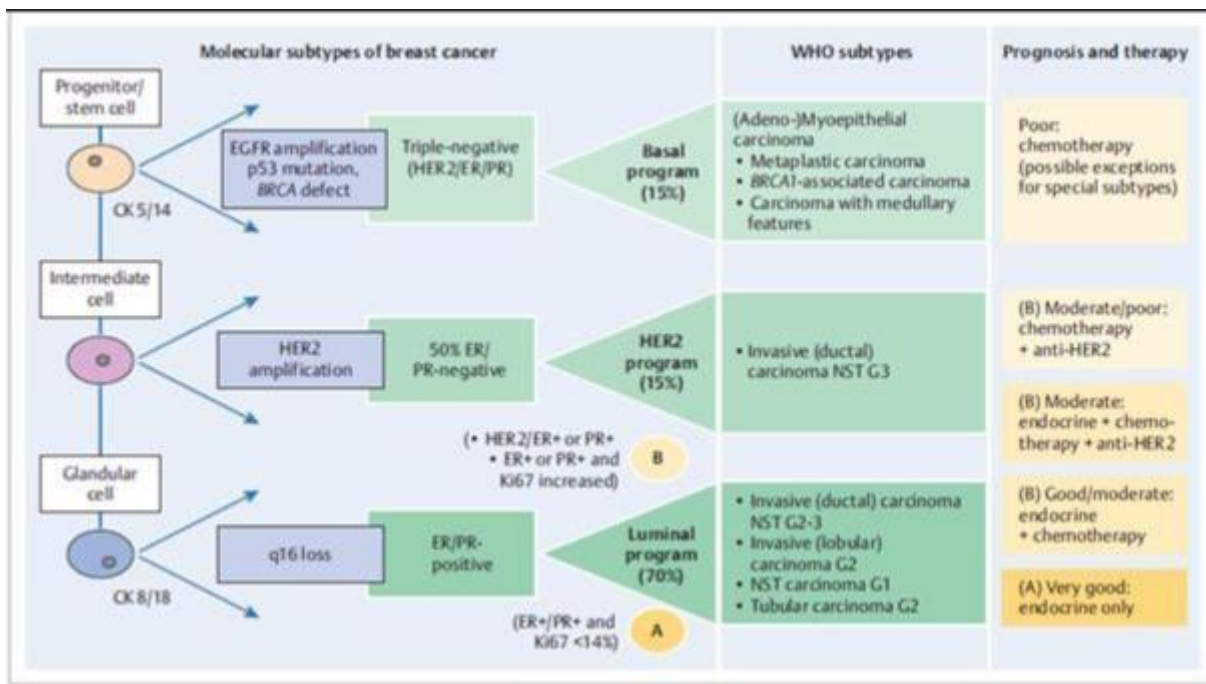 Molecular subtypes of breast cancer
WHO subtypes
Prognosis and therapy
Progenitor/
stem cell
CK5/14
EGFR amplification
p53 mutation,
BRCA defect
Triple-negative
(HER2/ER/PR)
Basal
program
(15%)
(Adeno-)Myoepithelial
carcinoma
• Metaplastic carcinoma
• BRCA1-associated carcinoma
• Carcinoma with medullary
features
Poor:
chemotherapy
(possible exceptions
for special subtypes)
Intermediate
cell
HER2
amplification
50% ER/
PR-negative
HER2
program
(15%)
• Invasive (ductal)
carcinoma NST G3
(B) Moderate/poor:
chemotherapy
+ anti-HER2
(B) Moderate:
endocrine + chemo-
therapy + anti-HER2
(• HER2/ER+ or PR+
• ER+ or PR+ and
Ki67 increased)
B
Glandular
cell
CK8/18
q16 loss
ER/PR-
positive
Luminal
program
(70%)
• Invasive (ductal) carcinoma
NST G2-3
• Invasive (lobular)
carcinoma G2
• NST carcinoma G1
• Tubular carcinoma G2
(B) Good/moderate:
endocrine
+ chemotherapy
(A) Very good:
endocrine only
(ER+/PR+ and
Ki67 <14%)
A